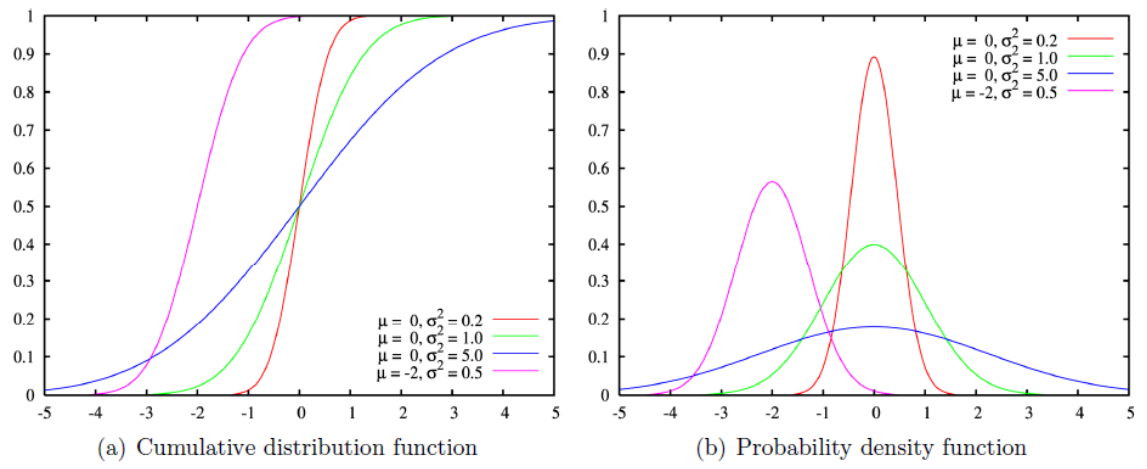 1
0.9
0.8
0.7
0.6
0.5
0.4
0.3
0.2
0.1
0
μ = 0, σ² = 0.2
μ = 0, σ² = 1.0
μ = 0, σ² = 5.0
μ = -2, σ² = 0.5
-5 -4 -3 -2 -1 0 1 2 3 4 5
(a) Cumulative distribution function
1
0.9
0.8
0.7
0.6
0.5
0.4
0.3
0.2
0.1
0
μ = 0, σ² = 0.2
μ = 0, σ² = 1.0
μ = 0, σ² = 5.0
μ = -2, σ² = 0.5
-5 -4 -3 -2 -1 0 1 2 3 4 5
(b) Probability density function